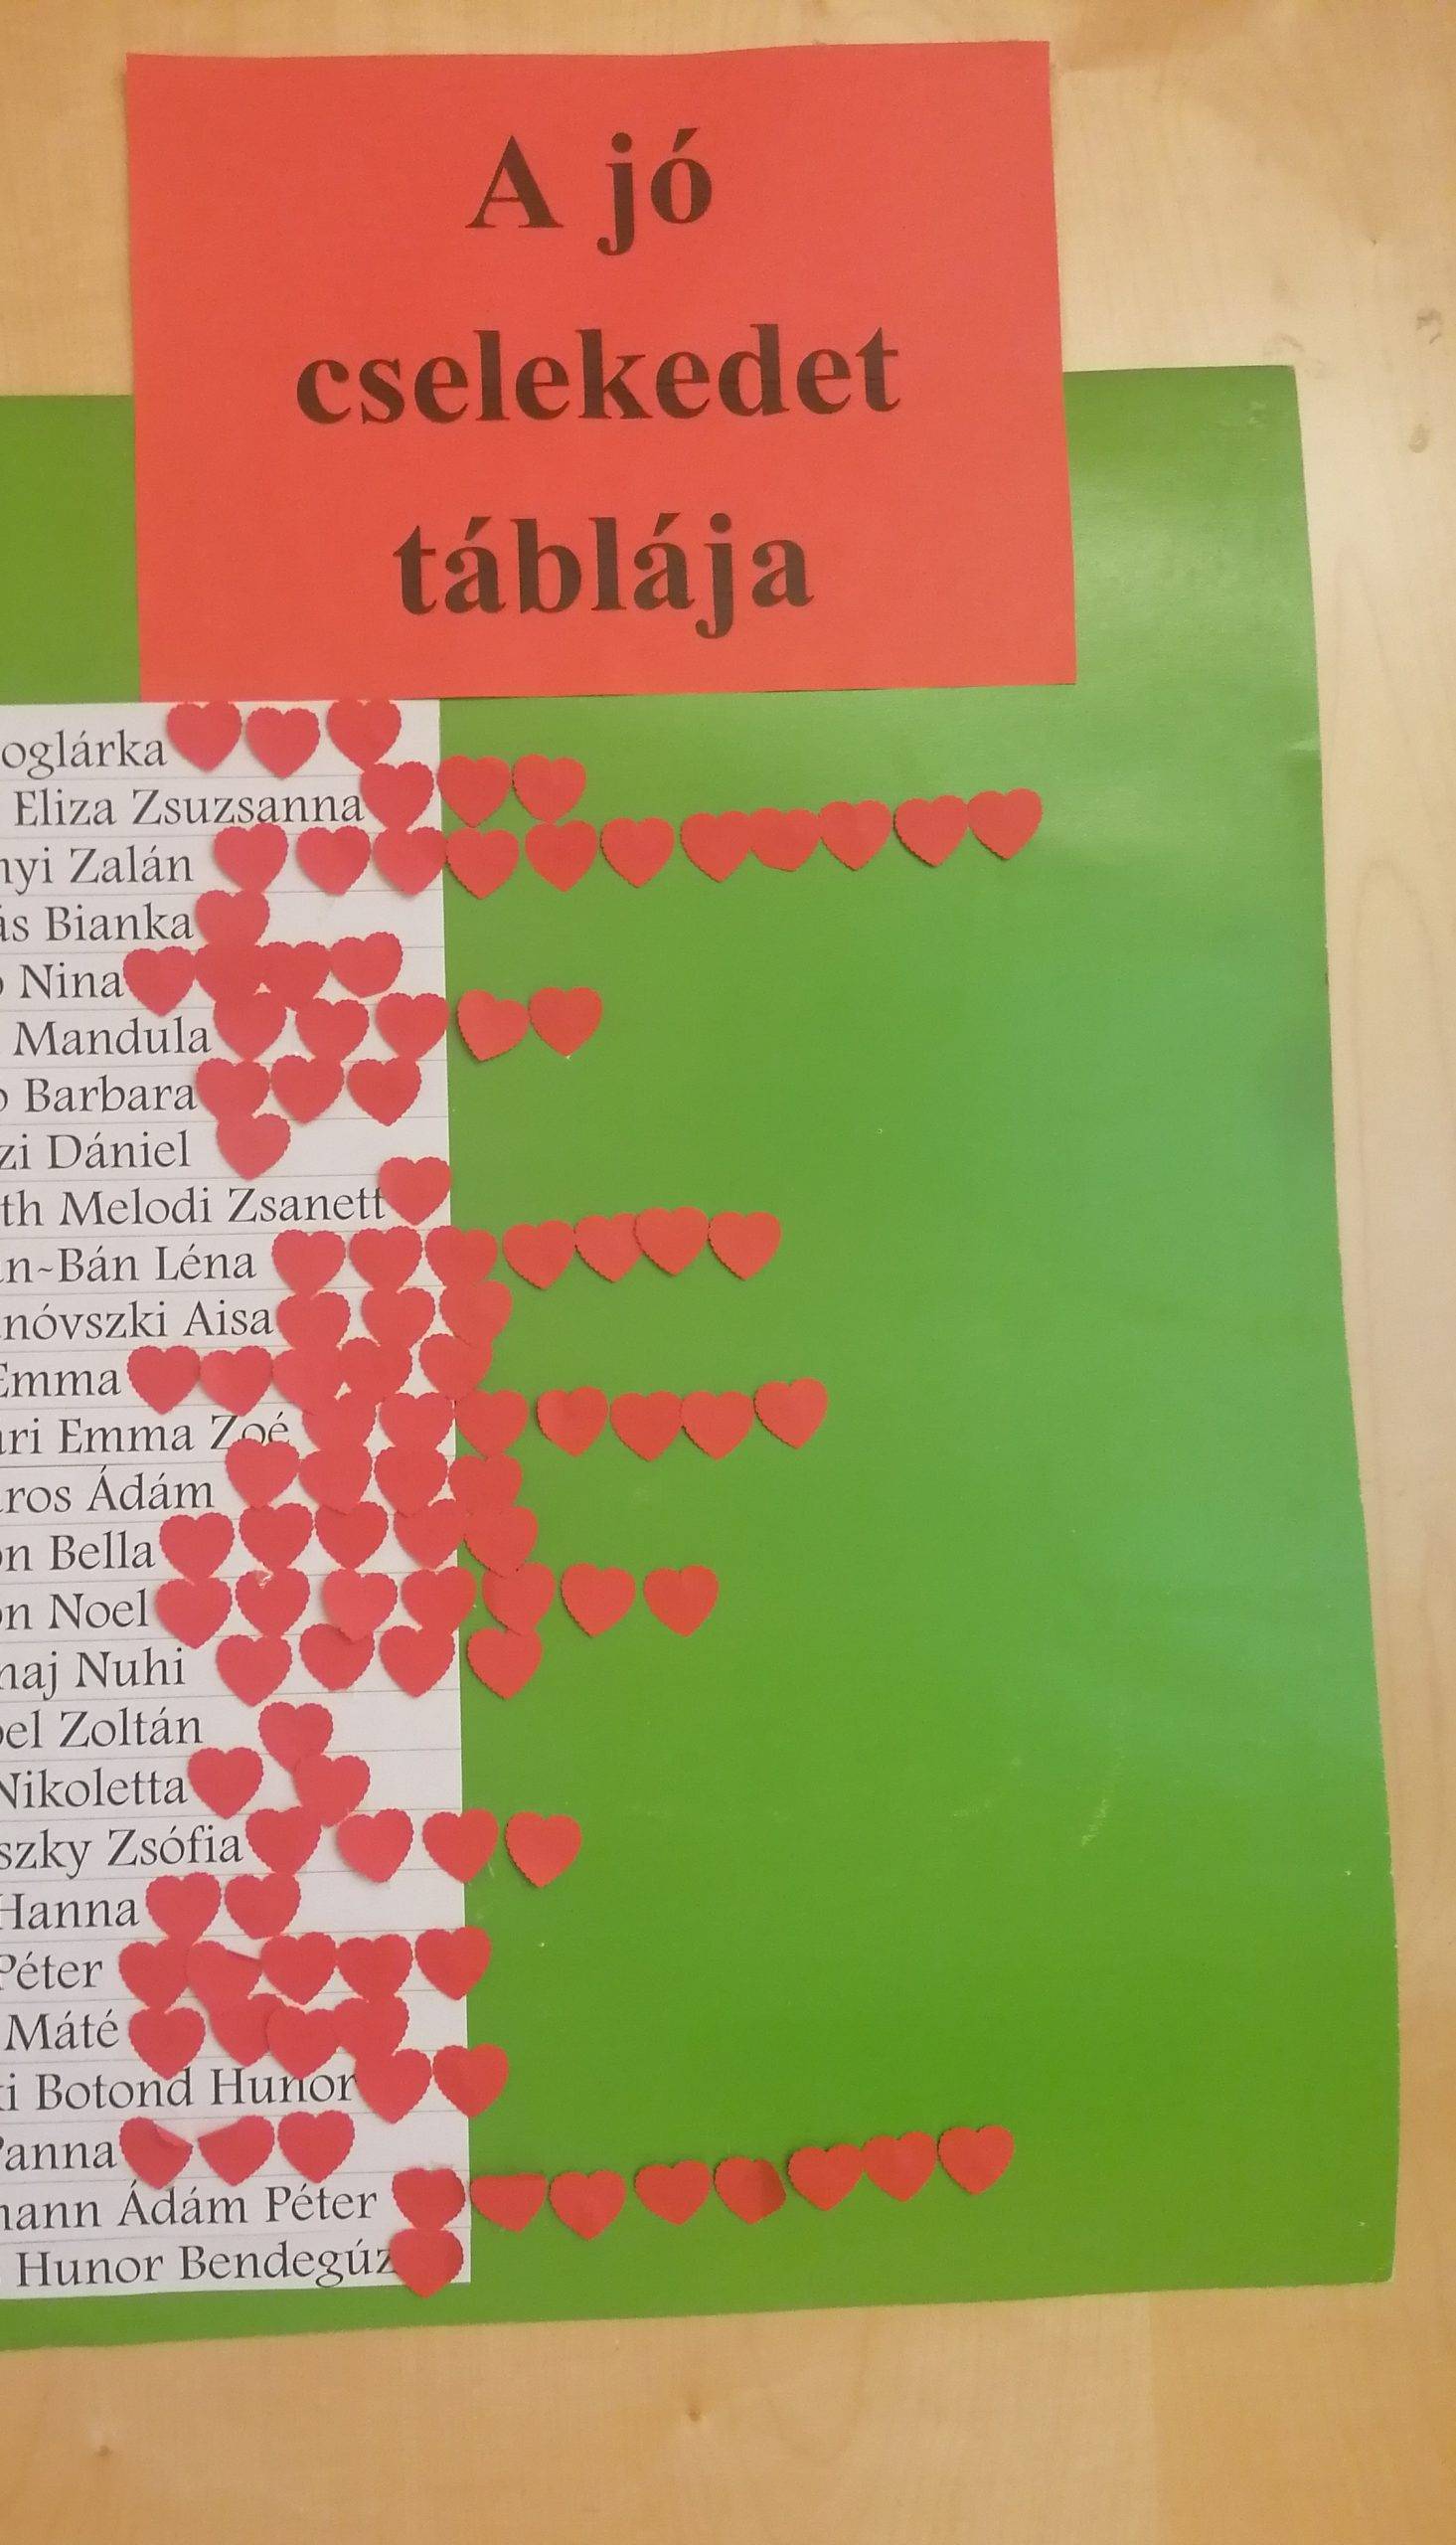 A jó
cselekedet
táblája
oglárka
Eliza Zsuzsanna
nyi Zalán
ás Bianka
Nina
Mandula
Barbara
zi Dániel
th Melodi Zsanett
n-Bán Léna
nóvszki Aisa
Emma
ri Emma Zoé
ros Ádám
on Bella
on Noel
naj Nuhi
el Zoltán
Nikoletta
szky Zsófia
Hanna
Péter
Máté
i Botond Hunor
Panna
mann Ádám Péter
Hunor Bendegúz